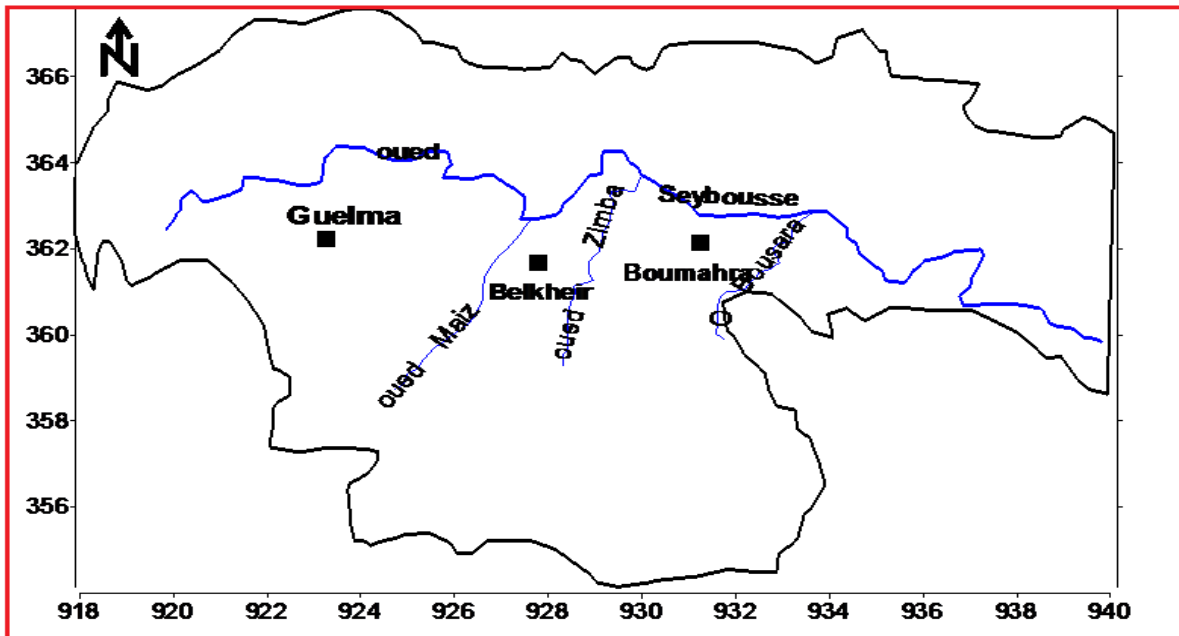 N
366
364
362
360
358
356
oued
Seybousse
Guelma
Zimba
oued
Boumahra
Bousara
O
Belkheir
Maiz
oued
918 920 922 924 926 928 930 932 934 936 938 940